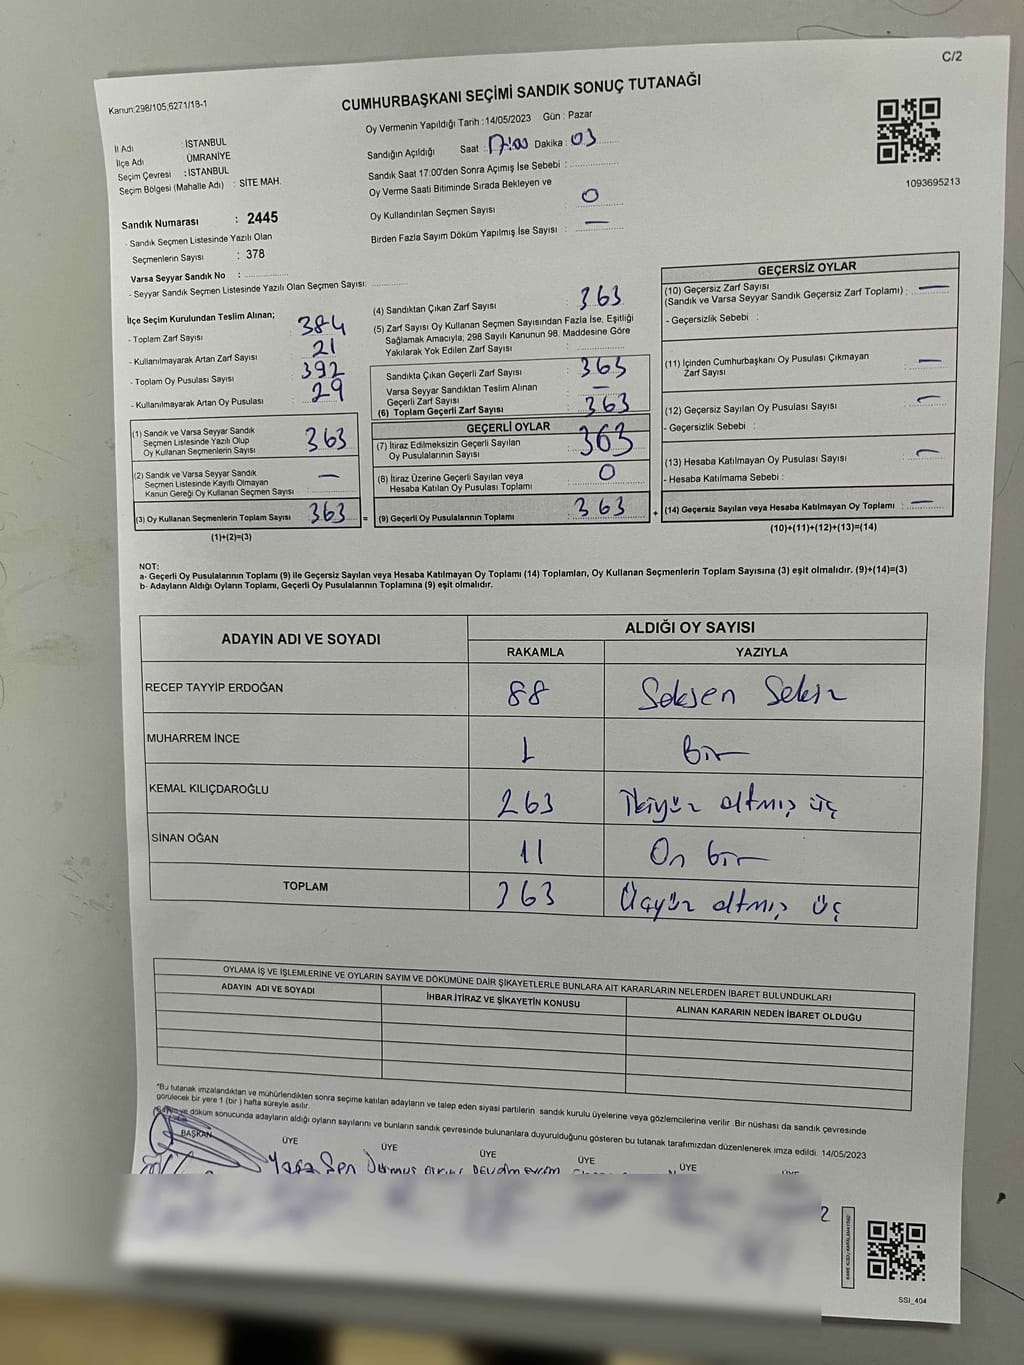 C/2
Kanun:298/105,6271/18-1
CUMHURBAŞKANI SEÇİMİ SANDIK SONUÇ TUTANAĞI
Oy Vermenin Yapıldığı Tarih : 14/05/2023 Gün : Pazar
İl Adı İSTANBUL
İlçe Adı ÜMRANİYE
Seçim Çevresi : İSTANBUL
Seçim Bölgesi (Mahalle Adı) : SİTE MAH.
Sandığın Açıldığı Saat : 17:00 Dakika : 03
Sandık Saat 17:00'den Sonra Açımış İse Sebebi :
Oy Verme Saati Bitiminde Sırada Bekleyen ve
Oy Kullandırılan Seçmen Sayısı : 0
Birden Fazla Sayım Döküm Yapılmış İse Sayısı : —
1093695213
Sandık Numarası : 2445
- Sandık Seçmen Listesinde Yazılı Olan
Seçmenlerin Sayısı : 378
Varsa Seyyar Sandık No :
- Seyyar Sandık Seçmen Listesinde Yazılı Olan Seçmen Sayısı:
İlçe Seçim Kurulundan Teslim Alınan;
- Toplam Zarf Sayısı : 384
- Kullanılmayarak Artan Zarf Sayısı : 21
- Toplam Oy Pusulası Sayısı : 392
- Kullanılmayarak Artan Oy Pusulası : 29
(1) Sandık ve Varsa Seyyar Sandık
Seçmen Listesinde Yazılı Olup
Oy Kullanan Seçmenlerin Sayısı : 363
(2) Sandık ve Varsa Seyyar Sandık
Seçmen Listesinde Kayıtlı Olmayan
Kanun Gereği Oy Kullanan Seçmen Sayısı : —
(3) Oy Kullanan Seçmenlerin Toplam Sayısı : 363 =
(1)+(2)=(3)
(4) Sandıktan Çıkan Zarf Sayısı : 363
(5) Zarf Sayısı Oy Kullanan Seçmen Sayısından Fazla İse, Eşitliği
Sağlamak Amacıyla; 298 Sayılı Kanunun 98. Maddesine Göre
Yakılarak Yok Edilen Zarf Sayısı :
Sandıkta Çıkan Geçerli Zarf Sayısı : 363
Varsa Seyyar Sandıktan Teslim Alınan
Geçerli Zarf Sayısı : —
(6) Toplam Geçerli Zarf Sayısı : 363
GEÇERLİ OYLAR
(7) İtiraz Edilmeksizin Geçerli Sayılan
Oy Pusulalarının Sayısı : 363
(8) İtiraz Üzerine Geçerli Sayılan veya
Hesaba Katılan Oy Pusulası Toplamı : 0
(9) Geçerli Oy Pusulalarının Toplamı : 363 +
GEÇERSİZ OYLAR
(10) Geçersiz Zarf Sayısı
(Sandık ve Varsa Seyyar Sandık Geçersiz Zarf Toplamı) : —
- Geçersizlik Sebebi :
(11) İçinden Cumhurbaşkanı Oy Pusulası Çıkmayan
Zarf Sayısı : —
(12) Geçersiz Sayılan Oy Pusulası Sayısı : —
- Geçersizlik Sebebi :
(13) Hesaba Katılmayan Oy Pusulası Sayısı : —
- Hesaba Katılmama Sebebi :
(14) Geçersiz Sayılan veya Hesaba Katılmayan Oy Toplamı : —
(10)+(11)+(12)+(13)=(14)
NOT:
a- Geçerli Oy Pusulalarının Toplamı (9) ile Geçersiz Sayılan veya Hesaba Katılmayan Oy Toplamı (14) Toplamları, Oy Kullanan Seçmenlerin Toplam Sayısına (3) eşit olmalıdır. (9)+(14)=(3)
b- Adayların Aldığı Oyların Toplamı, Geçerli Oy Pusulalarının Toplamına (9) eşit olmalıdır.
ADAYIN ADI VE SOYADI ALDIĞI OY SAYISI
RAKAMLA YAZIYLA
RECEP TAYYİP ERDOĞAN 88 Seksen Sekiz
MUHARREM İNCE 1 Bir
KEMAL KILIÇDAROĞLU 263 İkiyüz altmış üç
SİNAN OĞAN 11 On bir
TOPLAM 363 Üçyüz altmış üç
OYLAMA İŞ VE İŞLEMLERİNE VE OYLARIN SAYIM VE DÖKÜMÜNE DAİR ŞİKAYETLERLE BUNLARA AİT KARARLARIN NELERDEN İBARET BULUNDUKLARI
ADAYIN ADI VE SOYADI İHBAR İTİRAZ VE ŞİKAYETİN KONUSU ALINAN KARARIN NEDEN İBARET OLDUĞU
*Bu tutanak imzalandıktan ve mühürlendikten sonra seçime katılan adayların ve talep eden siyasi partilerin sandık kurulu üyelerine veya gözlemcilerine verilir. Bir nüshası da sandık çevresinde
görülecek bir yere 1 (bir ) hafta süreyle asılır.
ve döküm sonucunda adayların aldığı oyların sayılarını ve bunların sandık çevresinde bulunanlara duyurulduğunu gösteren bu tutanak tarafımızdan düzenlenerek imza edildi. 14/05/2023
BAŞKAN ÜYE ÜYE ÜYE ÜYE ÜYE
Şen Durmuş
2
SSI_404